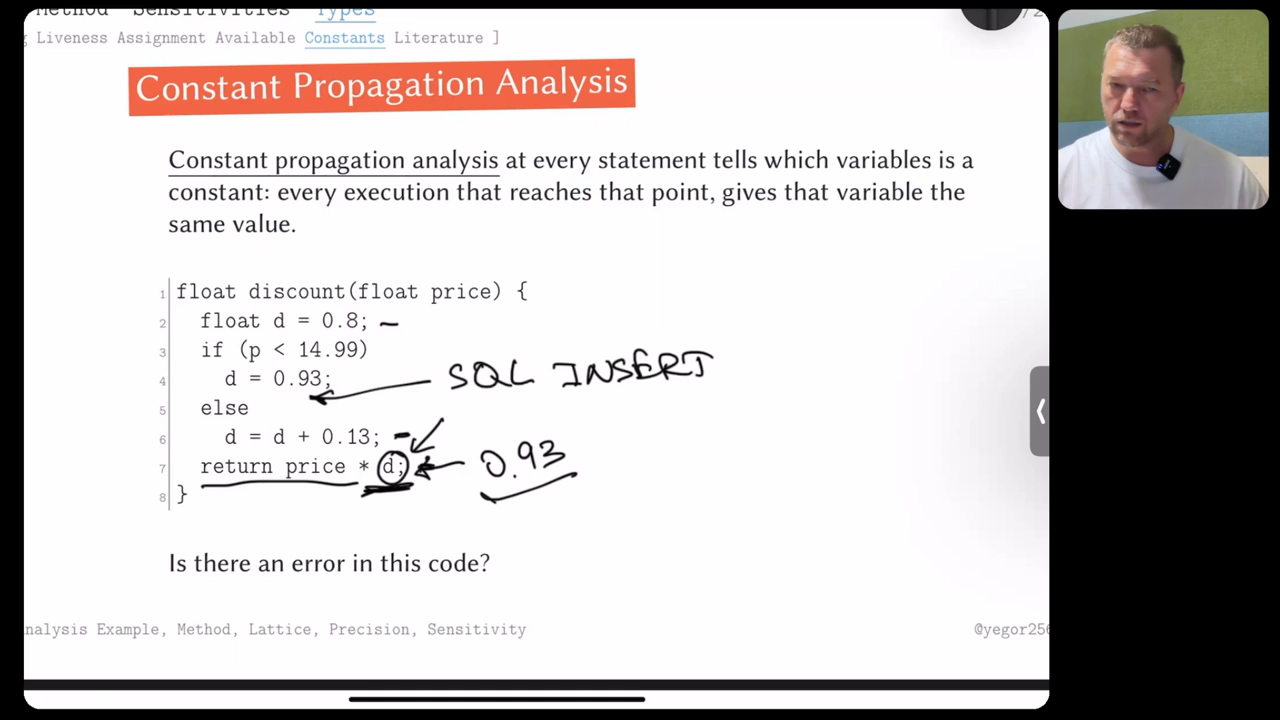 Method Sensitivities Types
Liveness Assignment Available Constants Literature ]
Constant Propagation Analysis
Constant propagation analysis at every statement tells which variables is a
constant: every execution that reaches that point, gives that variable the
same value.
1 float discount(float price) {
2 float d = 0.8;
3 if (p < 14.99)
4 d = 0.93;
SQL INSERT
5 else
6 d = d + 0.13;
7 return price * d;
0.93
8 }
Is there an error in this code?
nalysis Example, Method, Lattice, Precision, Sensitivity
@yegor256